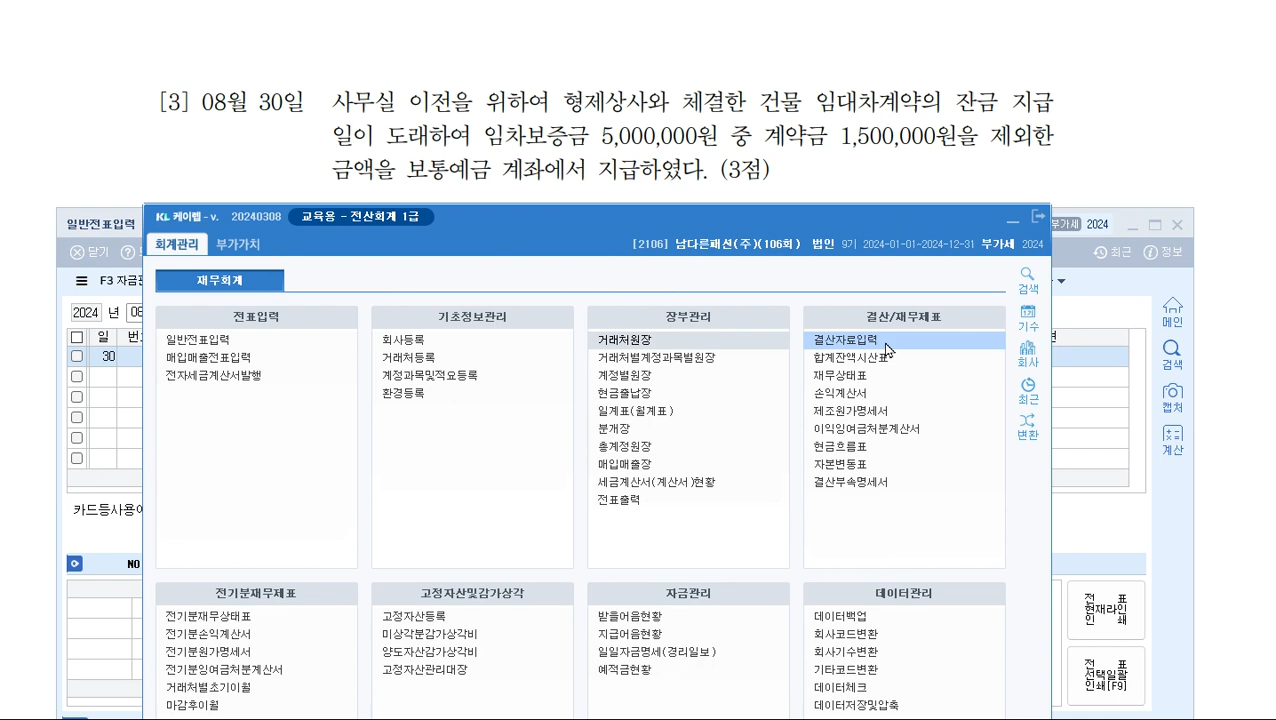 [3] 08월 30일 사무실 이전을 위하여 형제상사와 체결한 건물 임대차계약의 잔금 지급
일이 도래하여 임차보증금 5,000,000원 중 계약금 1,500,000원을 제외한
금액을 보통예금 계좌에서 지급하였다. (3점)
일반전표입력
KL 케이렙 - v. 20240308 교육용 - 전산회계 1급
부가세 2024
닫기
회계관리 부가가치
[2106] 남다른패션(주)(106회) 법인 97기 2024-01-01~2024-12-31 부가세 2024
최근 정보
F3 자금
재무회계
검색
2024 년 08
일
30
전표입력
일반전표입력
매입매출전표입력
전자세금계산서발행
기초정보관리
회사등록
거래처등록
계정과목및적요등록
환경등록
장부관리
거래처원장
거래처별계정과목별원장
계정별원장
현금출납장
일계표(월계표)
분개장
총계정원장
매입매출장
세금계산서(계산서)현황
전표출력
결산/재무제표
결산자료입력
합계잔액시산표
재무상태표
손익계산서
제조원가명세서
이익잉여금처분계산서
현금흐름표
자본변동표
결산부속명세서
기수
회사
최근
변환
메인
검색
캡처
계산
카드등사용
NO
전기분재무제표
전기분재무상태표
전기분손익계산서
전기분원가명세서
전기분잉여금처분계산서
거래처별초기이월
마감후이월
고정자산및감가상각
고정자산등록
미상각분감가상각비
양도자산감가상각비
고정자산관리대장
자금관리
받을어음현황
지급어음현황
일일자금명세(경리일보)
예적금현황
데이터관리
데이터백업
회사코드변환
회사기수변환
기타코드변환
데이터체크
데이터저장및압축
전 표
현재라인
인 쇄
전 표
선택일괄
인쇄[F9]